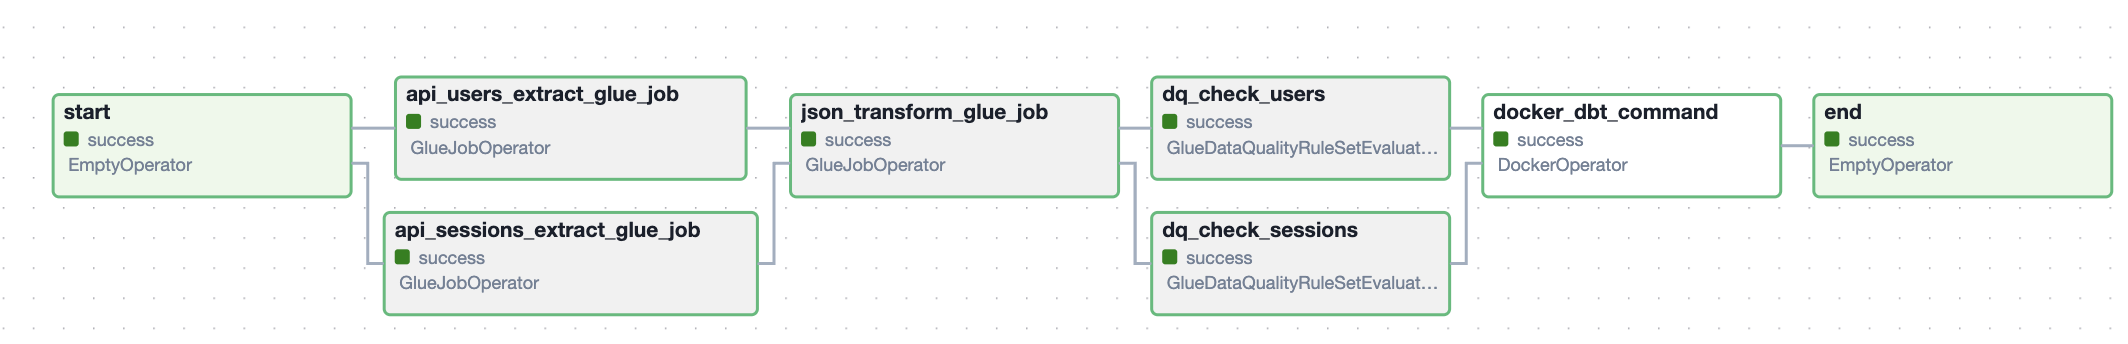 start
success
EmptyOperator
api_users_extract_glue_job
success
GlueJobOperator
api_sessions_extract_glue_job
success
GlueJobOperator
json_transform_glue_job
success
GlueJobOperator
dq_check_users
success
GlueDataQualityRuleSetEvaluat...
dq_check_sessions
success
GlueDataQualityRuleSetEvaluat...
docker_dbt_command
success
DockerOperator
end
success
EmptyOperator